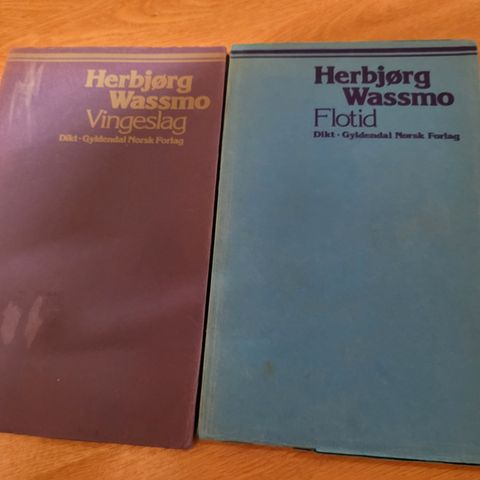 Herbjørg
Wassmo
Vingeslag
Dikt · Gyldendal Norsk Forlag
Herbjørg
Wassmo
Flotid
Dikt · Gyldendal Norsk Forlag